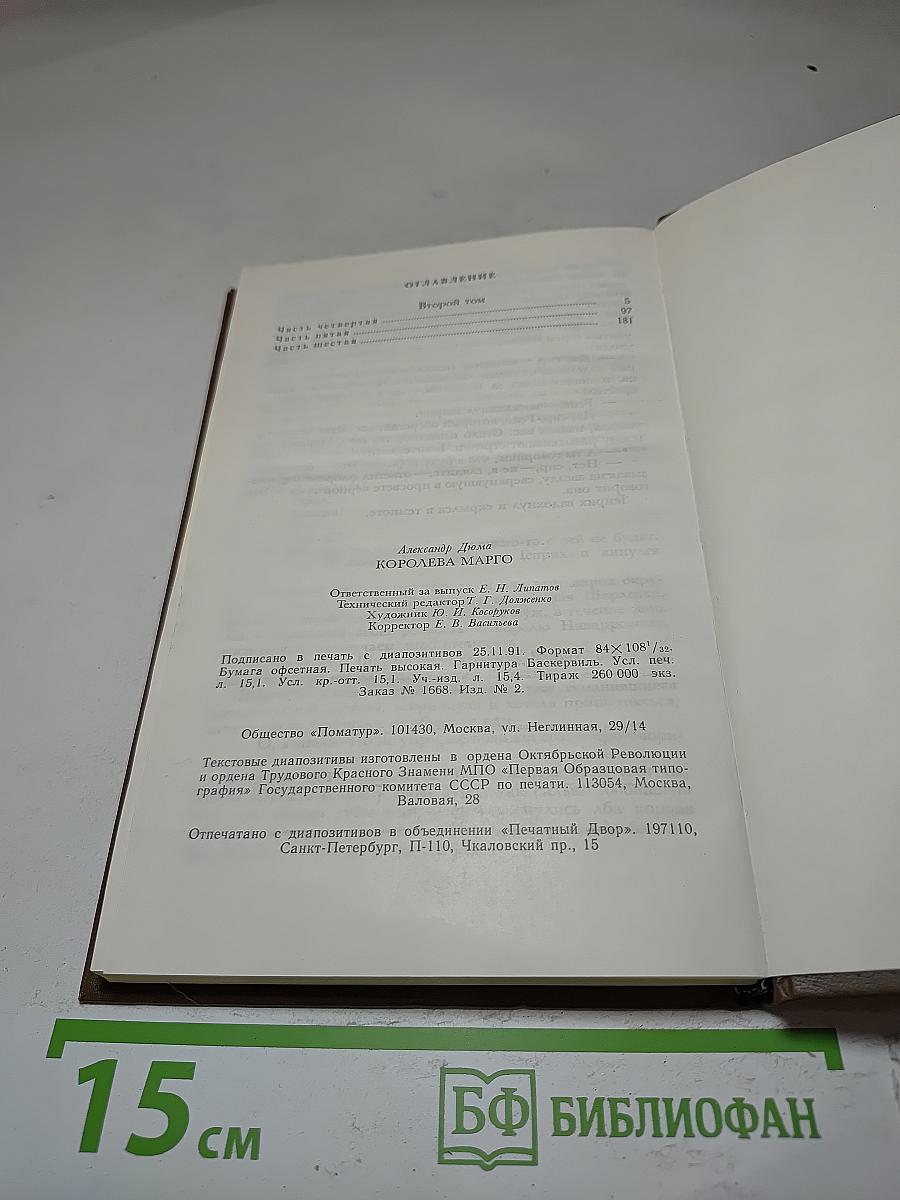 ОГЛАВЛЕНИЕ
Второй том
Часть четвертая 5
Часть пятая 97
Часть шестая 181
Александр Дюма
КОРОЛЕВА МАРГО
Ответственный за выпуск Е. Н. Липатов
Технический редактор Т. Г. Долженко
Художник Ю. И. Косоруков
Корректор Е. В. Васильева
Подписано в печать с диапозитивов 25.11.91. Формат 84×108¹/₃₂.
Бумага офсетная. Печать высокая. Гарнитура Баскервиль. Усл. печ.
л. 15,1. Усл. кр.-отт. 15,1. Уч.-изд. л. 15,4. Тираж 260 000 экз.
Заказ № 1668. Изд. № 2.
Общество «Поматур». 101430, Москва, ул. Неглинная, 29/14
Текстовые диапозитивы изготовлены в ордена Октябрьской Революции
и ордена Трудового Красного Знамени МПО «Первая Образцовая типо-
графия» Государственного комитета СССР по печати. 113054, Москва,
Валовая, 28
Отпечатано с диапозитивов в объединении «Печатный Двор». 197110,
Санкт-Петербург, П-110, Чкаловский пр., 15
15 см
БФ БИБЛИОФАН